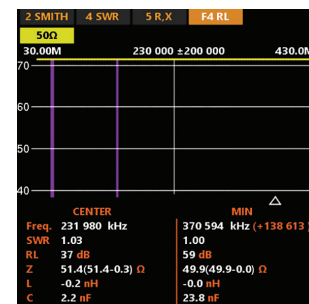 2 SMITH 4 SWR 5 R,X F4 RL
50Ω
30.00M 230 000 ±200 000 430.0M
70
60
50
40
CENTER MIN
Freq. 231 980 kHz 370 594 kHz (+138 613
SWR 1.03 1.00
RL 37 dB 59 dB
Z 51.4(51.4-0.3) Ω 49.9(49.9-0.0) Ω
L -0.2 nH -0.0 nH
C 2.2 nF 23.8 nF